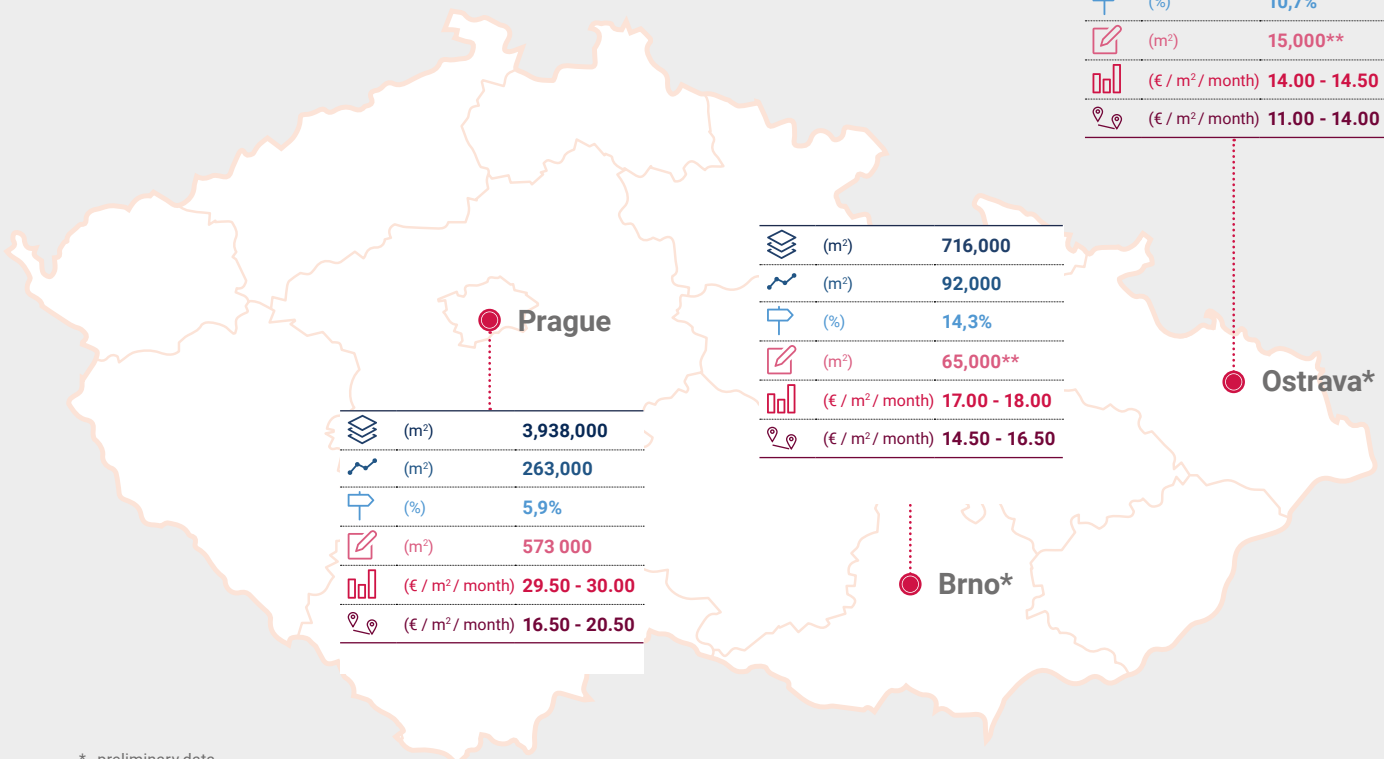 (%) 10,7%
(m²) 15,000**
(€ / m² / month) 14.00 - 14.50
(€ / m² / month) 11.00 - 14.00
Ostrava*
(m²) 716,000
(m²) 92,000
(%) 14,3%
(m²) 65,000**
(€ / m² / month) 17.00 - 18.00
(€ / m² / month) 14.50 - 16.50
Brno*
Prague
(m²) 3,938,000
(m²) 263,000
(%) 5,9%
(m²) 573 000
(€ / m² / month) 29.50 - 30.00
(€ / m² / month) 16.50 - 20.50
* preliminary data